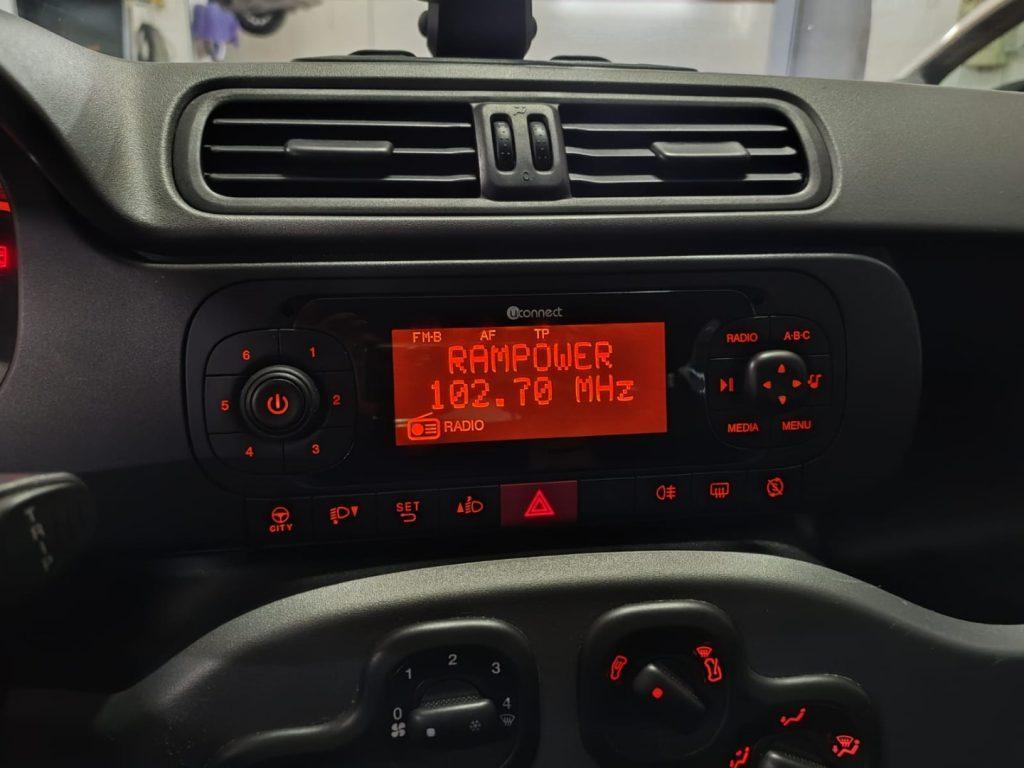 uconnect
FM-B AF TP
RAMPOWER
102.70 MHz
RADIO
6 1
5 2
4 3
RADIO A-B-C
MEDIA MENU
CITY
SET
TRIP
0 1 2 3 4